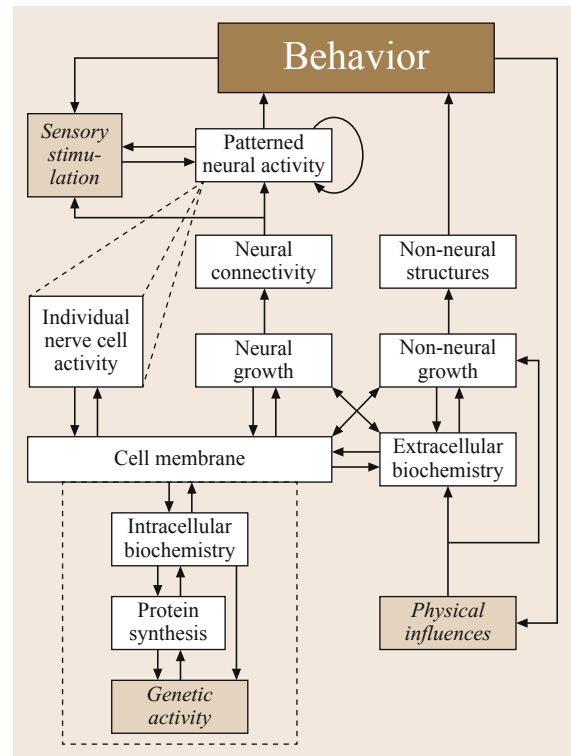 Behavior
Sensory
stimu-
lation
Patterned
neural activity
Neural
connectivity
Non-neural
structures
Individual
nerve cell
activity
Neural
growth
Non-neural
growth
Cell membrane
Extracellular
biochemistry
Intracellular
biochemistry
Protein
synthesis
Physical
influences
Genetic
activity